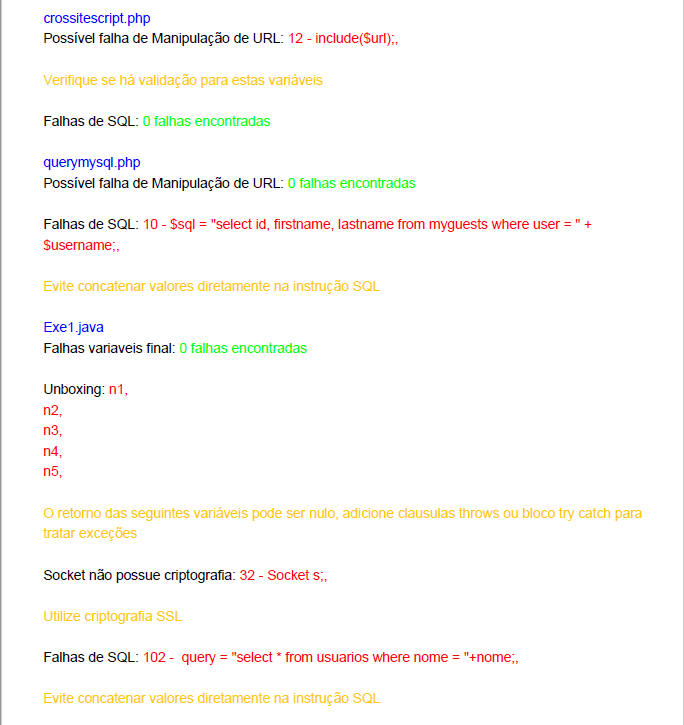 crossitescript.php
Possível falha de Manipulação de URL: 12 - include($url);,
Verifique se há validação para estas variáveis
Falhas de SQL: 0 falhas encontradas
querymysql.php
Possível falha de Manipulação de URL: 0 falhas encontradas
Falhas de SQL: 10 - $sql = "select id, firstname, lastname from myguests where user = " +
$username;,
Evite concatenar valores diretamente na instrução SQL
Exe1.java
Falhas variaveis final: 0 falhas encontradas
Unboxing: n1,
n2,
n3,
n4,
n5,
O retorno das seguintes variáveis pode ser nulo, adicione clausulas throws ou bloco try catch para
tratar exceções
Socket não possue criptografia: 32 - Socket s;,
Utilize criptografia SSL
Falhas de SQL: 102 -  query = "select * from usuarios where nome = "+nome;,
Evite concatenar valores diretamente na instrução SQL